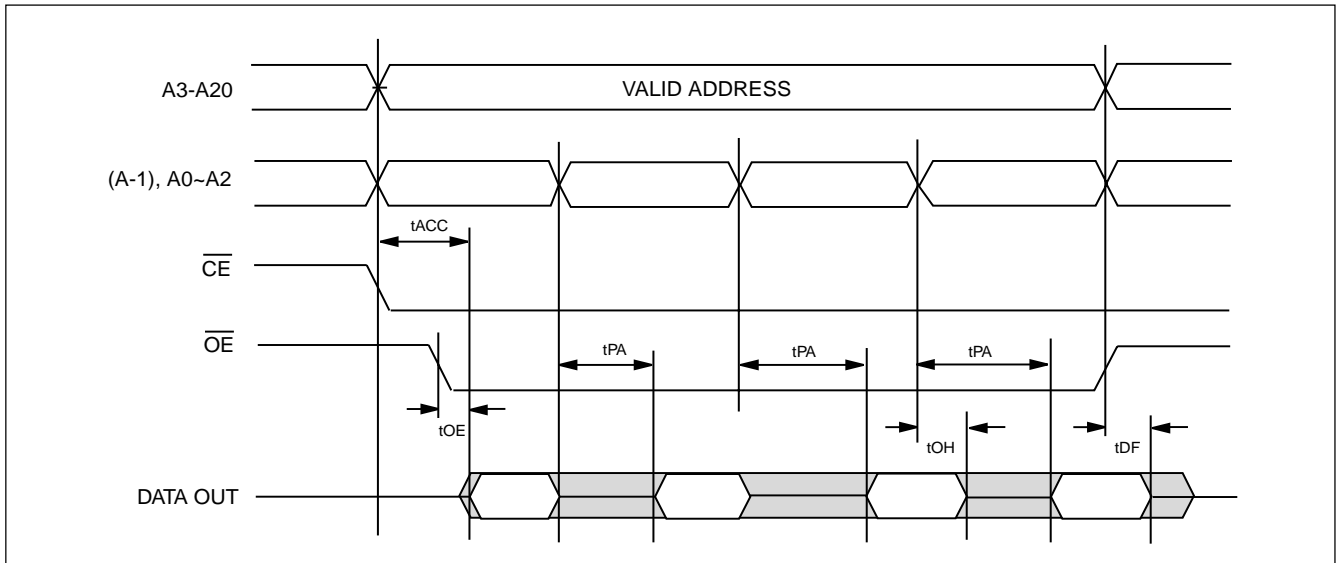 A3-A20
VALID ADDRESS
(A-1), A0~A2
tACC
CE
OE
tPA
tPA
tPA
tOE
tOH
tDF
DATA OUT